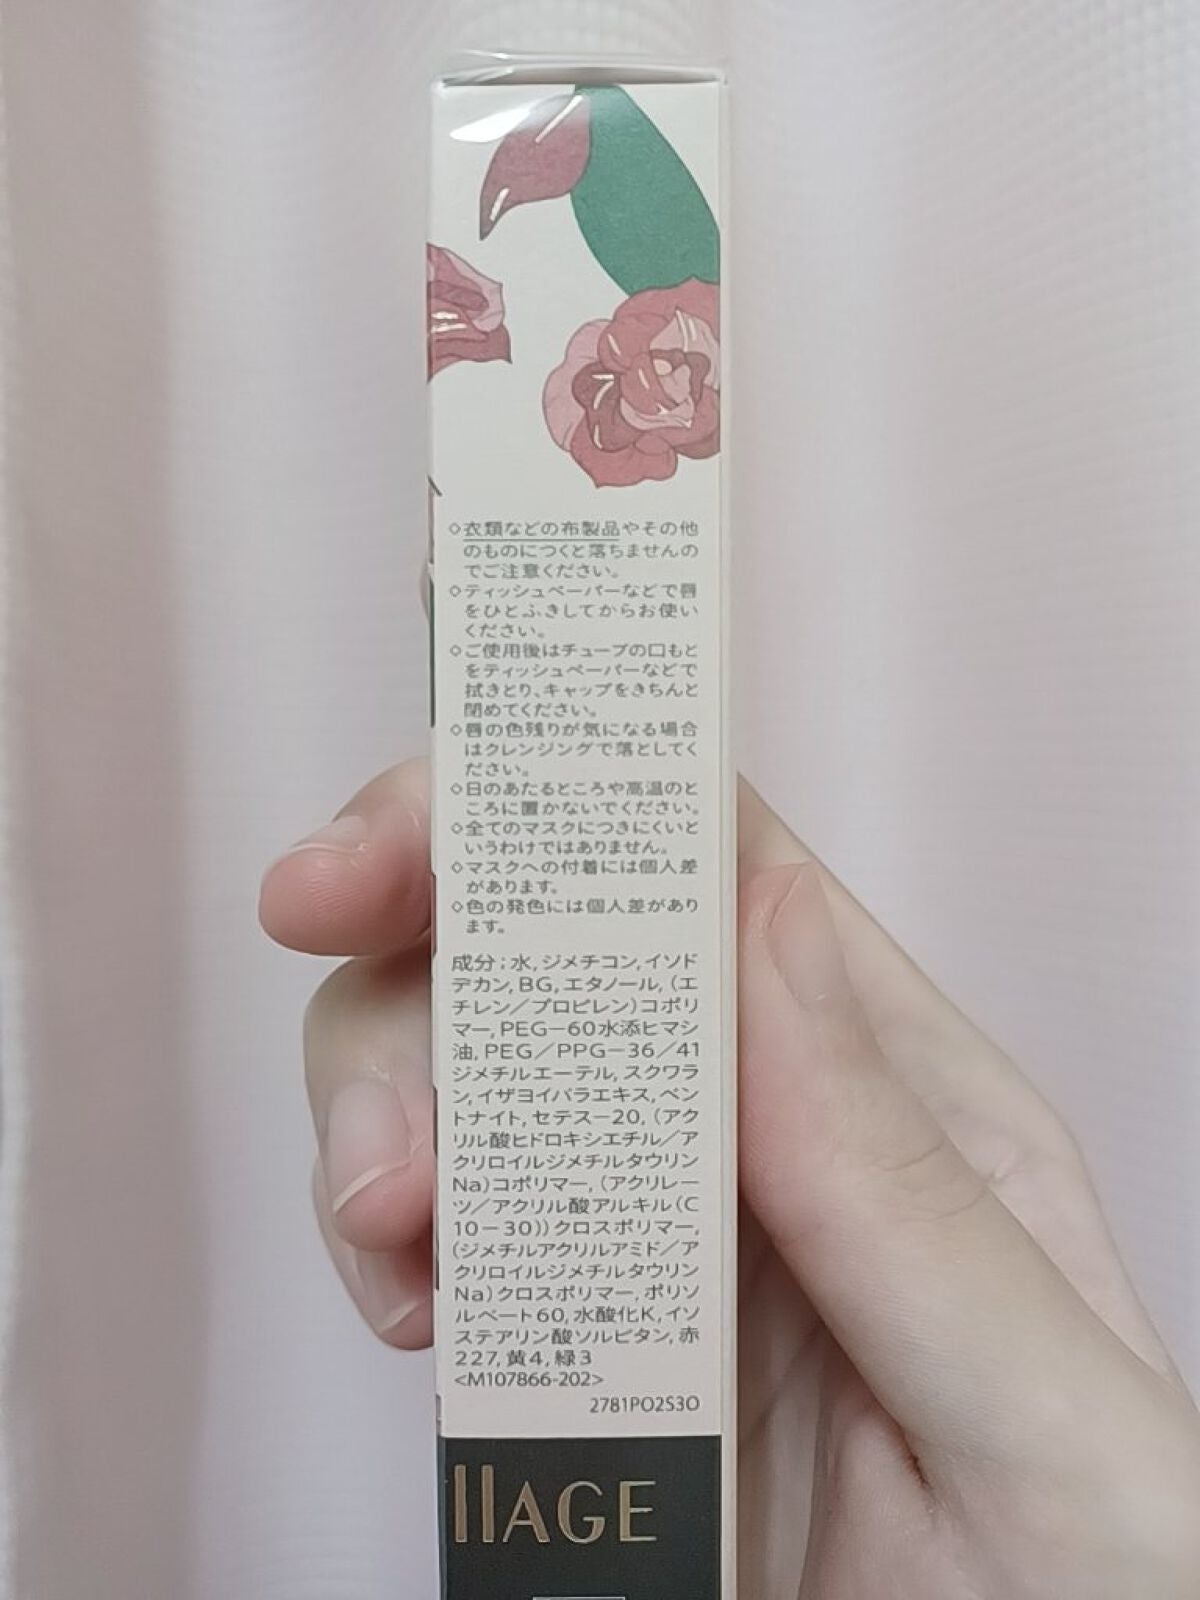 ◇衣類などの布製品やその他
のものにつくと落ちませんの
でご注意ください。
◇ティッシュペーパーなどで唇
をひとふきしてからお使い
ください。
◇ご使用後はチューブの口もと
をティッシュペーパーなどで
拭きとり、キャップをきちんと
閉めてください。
◇唇の色残りが気になる場合
はクレンジングで落としてく
ださい。
◇日のあたるところや高温のと
ころに置かないでください。
◇全てのマスクにつきにくいと
いうわけではありません。
◇マスクへの付着には個人差
があります。
◇色の発色には個人差があり
ます。
成分：水,ジメチコン,イソド
デカン,BG,エタノール,（エ
チレン／プロピレン）コポリ
マー,PEG－60水添ヒマシ
油,PEG／PPG－36／41
ジメチルエーテル,スクワラ
ン,イザヨイバラエキス,ベン
トナイト,セテス－20,（アク
リル酸ヒドロキシエチル／ア
クリロイルジメチルタウリン
Na）コポリマー,（アクリレー
ツ／アクリル酸アルキル（C
10－30））クロスポリマー,
（ジメチルアクリルアミド／ア
クリロイルジメチルタウリン
Na）クロスポリマー,ポリソ
ルベート60,水酸化K,イソ
ステアリン酸ソルビタン,赤
227,黄4,緑3
<M107866-202>
2781PO2S3O
llAGE